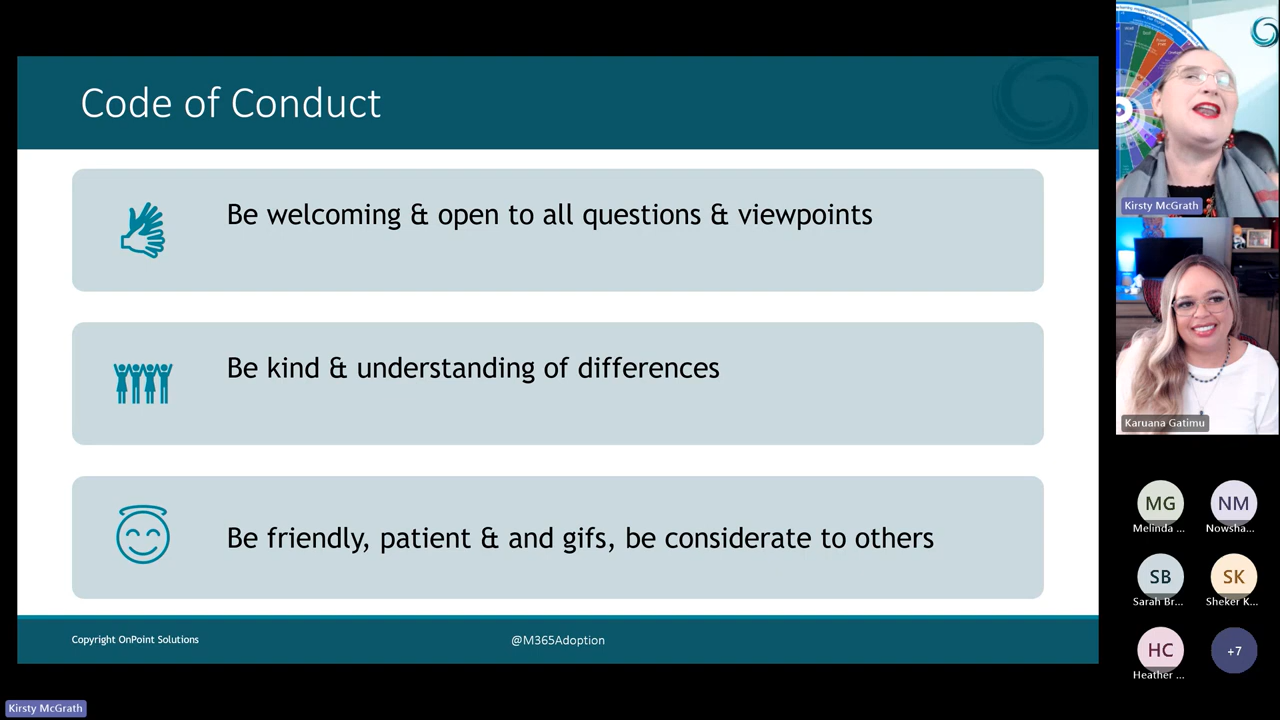 Code of Conduct
Be welcoming & open to all questions & viewpoints
Be kind & understanding of differences
Be friendly, patient & and gifs, be considerate to others
Copyright OnPoint Solutions
@M365Adoption
Kirsty McGrath
Karuana Gatimu
MG
NM
Melinda ...
Nowsha...
SB
SK
Sarah Br...
Sheker K...
HC
+7
Heather ...
Kirsty McGrath